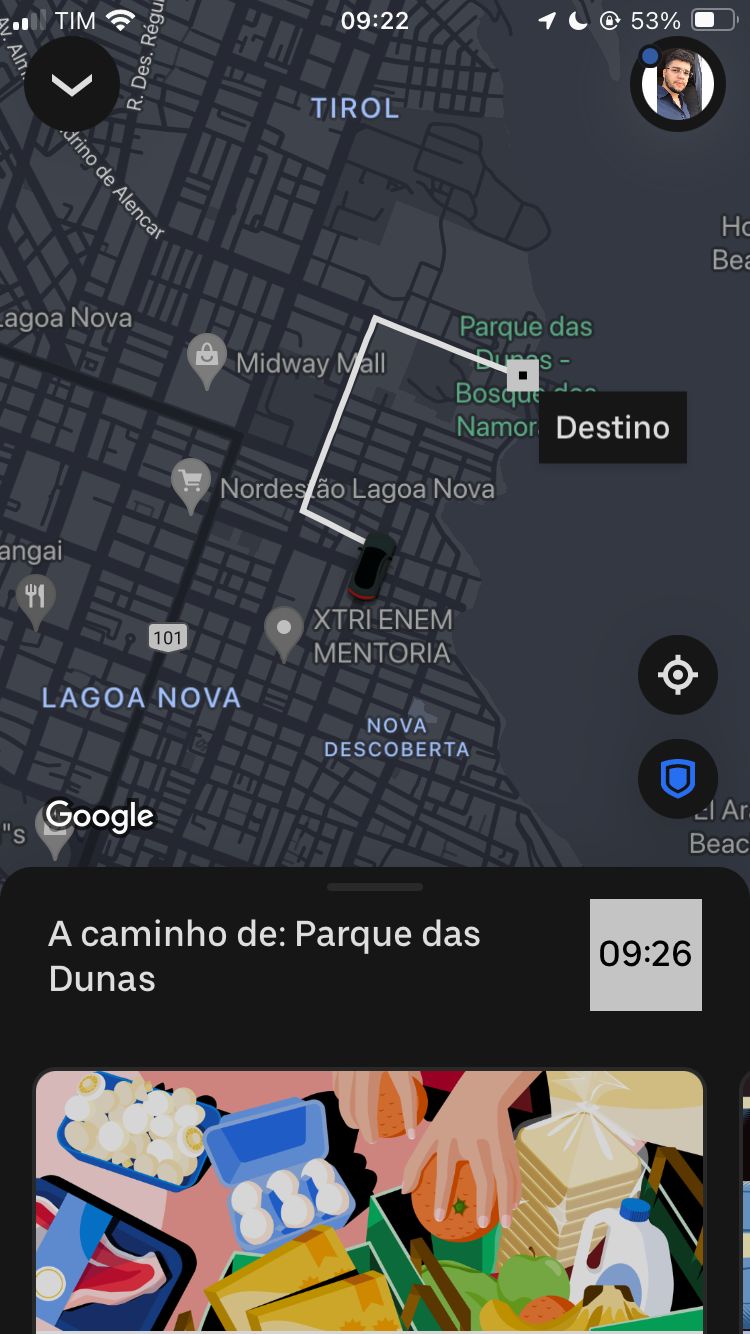 TIM
09:22
53%
R. Des. Régu
Av. Alm
TIROL
drino de Alencar
Ho
Bea
Lagoa Nova
Midway Mall
Parque das
Dunas -
Bosque dos
Namor
Destino
Nordestão Lagoa Nova
angai
XTRI ENEM
MENTORIA
101
LAGOA NOVA
NOVA
DESCOBERTA
Google
"s
El Ar
Beac
A caminho de: Parque das
Dunas
09:26